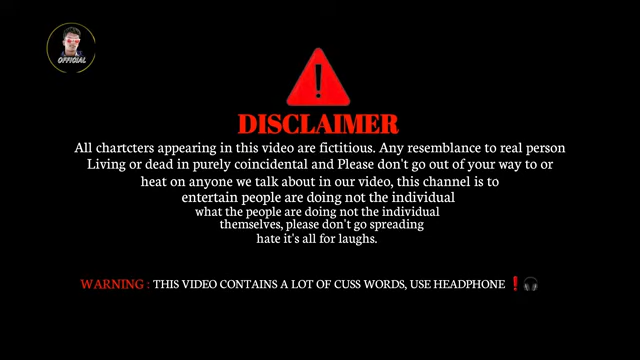 OFFICIAL
DISCLAIMER
All chartcters appearing in this video are fictitious. Any resemblance to real person
Living or dead in purely coincidental and Please don't go out of your way to or
heat on anyone we talk about in our video, this channel is to
entertain people are doing not the individual
what the people are doing not the individual
themselves, please don't go spreading
hate it's all for laughs.
WARNING : THIS VIDEO CONTAINS A LOT OF CUSS WORDS, USE HEADPHONE ❗🎧